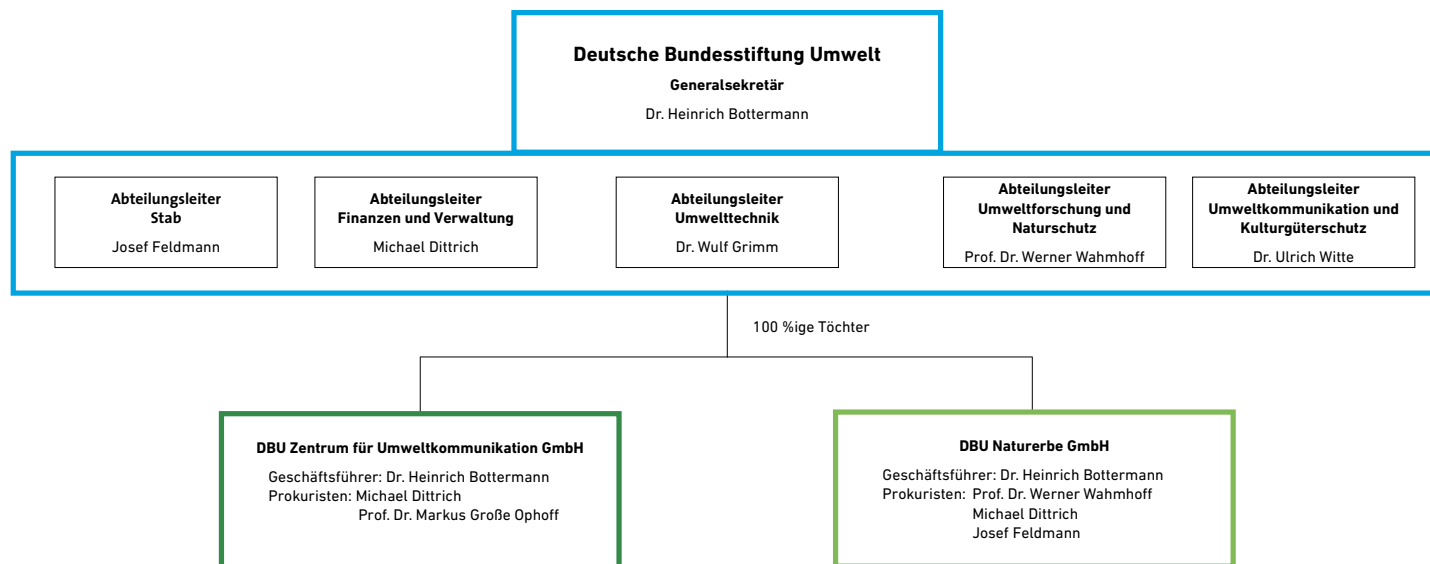 Deutsche Bundesstiftung Umwelt
Generalsekretär
Dr. Heinrich Bottermann
Abteilungsleiter
Stab
Josef Feldmann
Abteilungsleiter
Finanzen und Verwaltung
Michael Dittrich
Abteilungsleiter
Umwelttechnik
Dr. Wulf Grimm
Abteilungsleiter
Umweltforschung und
Naturschutz
Prof. Dr. Werner Wahmhoff
Abteilungsleiter
Umweltkommunikation und
Kulturgüterschutz
Dr. Ulrich Witte
100 %ige Töchter
DBU Zentrum für Umweltkommunikation GmbH
Geschäftsführer: Dr. Heinrich Bottermann
Prokuristen: Michael Dittrich
Prof. Dr. Markus Große Ophoff
DBU Naturerbe GmbH
Geschäftsführer: Dr. Heinrich Bottermann
Prokuristen: Prof. Dr. Werner Wahmhoff
Michael Dittrich
Josef Feldmann